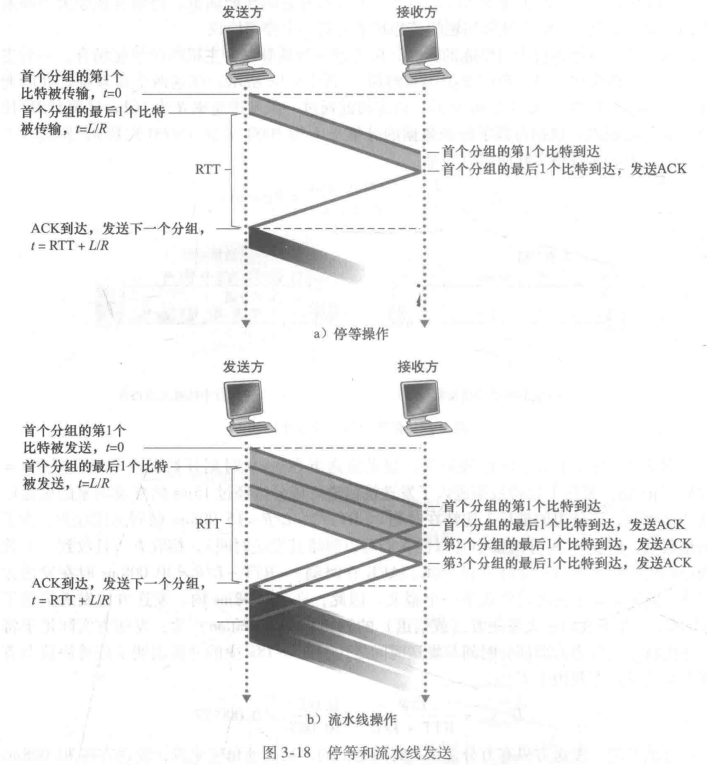 发送方 接收方
首个分组的第1个
比特被传输，t=0
首个分组的最后1个比特
被传输，t=L/R
首个分组的第1个比特到达
首个分组的最后1个比特到达，发送ACK
RTT
ACK到达，发送下一个分组，
t = RTT + L/R
a）停等操作
发送方 接收方
首个分组的第1个
比特被发送，t=0
首个分组的最后1个比特
被发送，t=L/R
首个分组的第1个比特到达
首个分组的最后1个比特到达，发送ACK
RTT
第2个分组的最后1个比特到达，发送ACK
第3个分组的最后1个比特到达，发送ACK
ACK到达，发送下一个分组，
t = RTT + L/R
b）流水线操作
图 3-18 停等和流水线发送